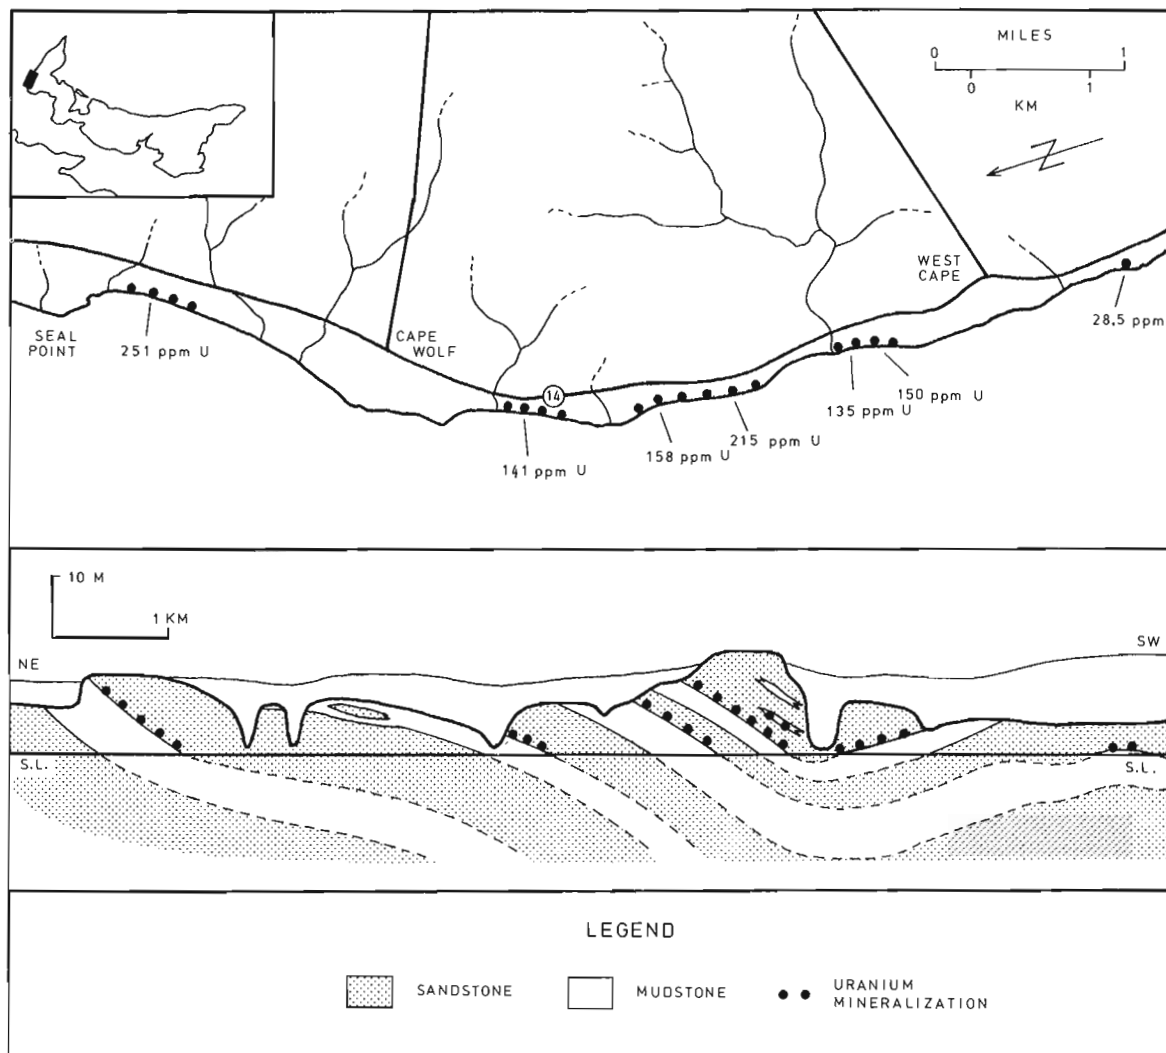 MILES
0 1
0 1
KM
N
WEST
CAPE
SEAL
POINT
CAPE
WOLF
14
251 ppm U
141 ppm U
158 ppm U
215 ppm U
135 ppm U
150 ppm U
28.5 ppm
10 M
1 KM
NE
SW
S.L.
S.L.
LEGEND
SANDSTONE
MUDSTONE
URANIUM
MINERALIZATION